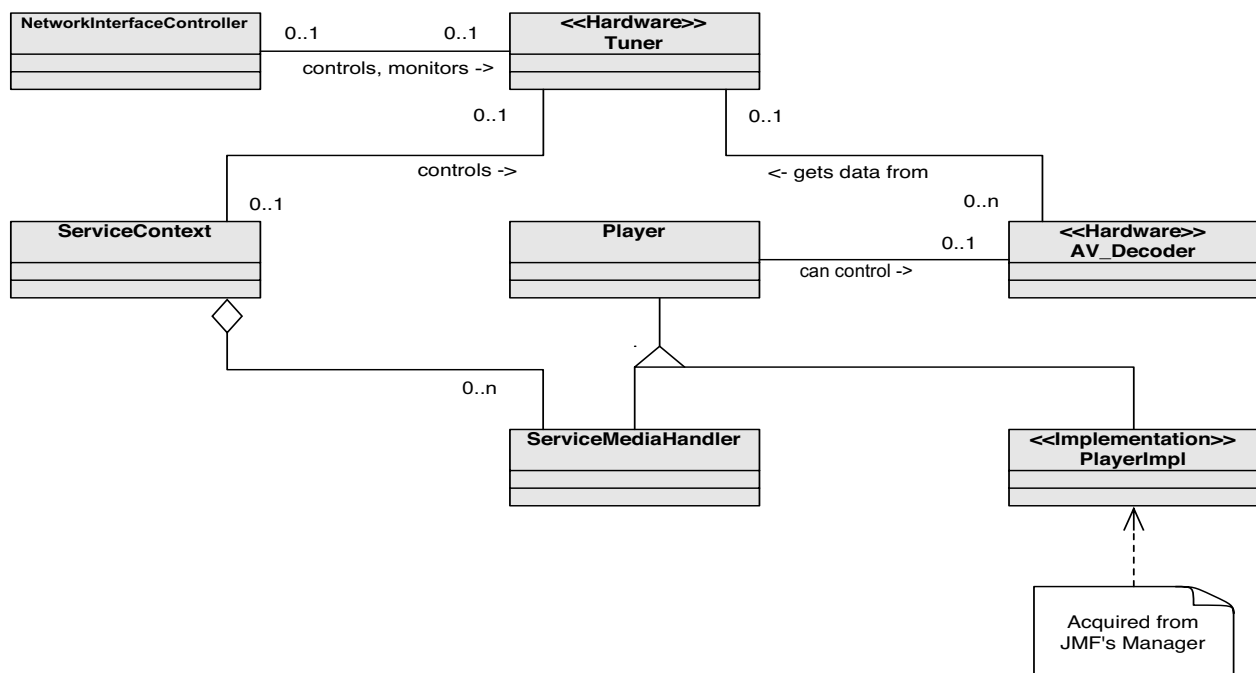 NetworkInterfaceController
0..1
0..1
<<Hardware>>
Tuner
controls, monitors ->
0..1
0..1
controls ->
<- gets data from
0..1
0..n
ServiceContext
Player
0..1
<<Hardware>>
AV_Decoder
can control ->
0..n
ServiceMediaHandler
<<Implementation>>
PlayerImpl
Acquired from
JMF's Manager